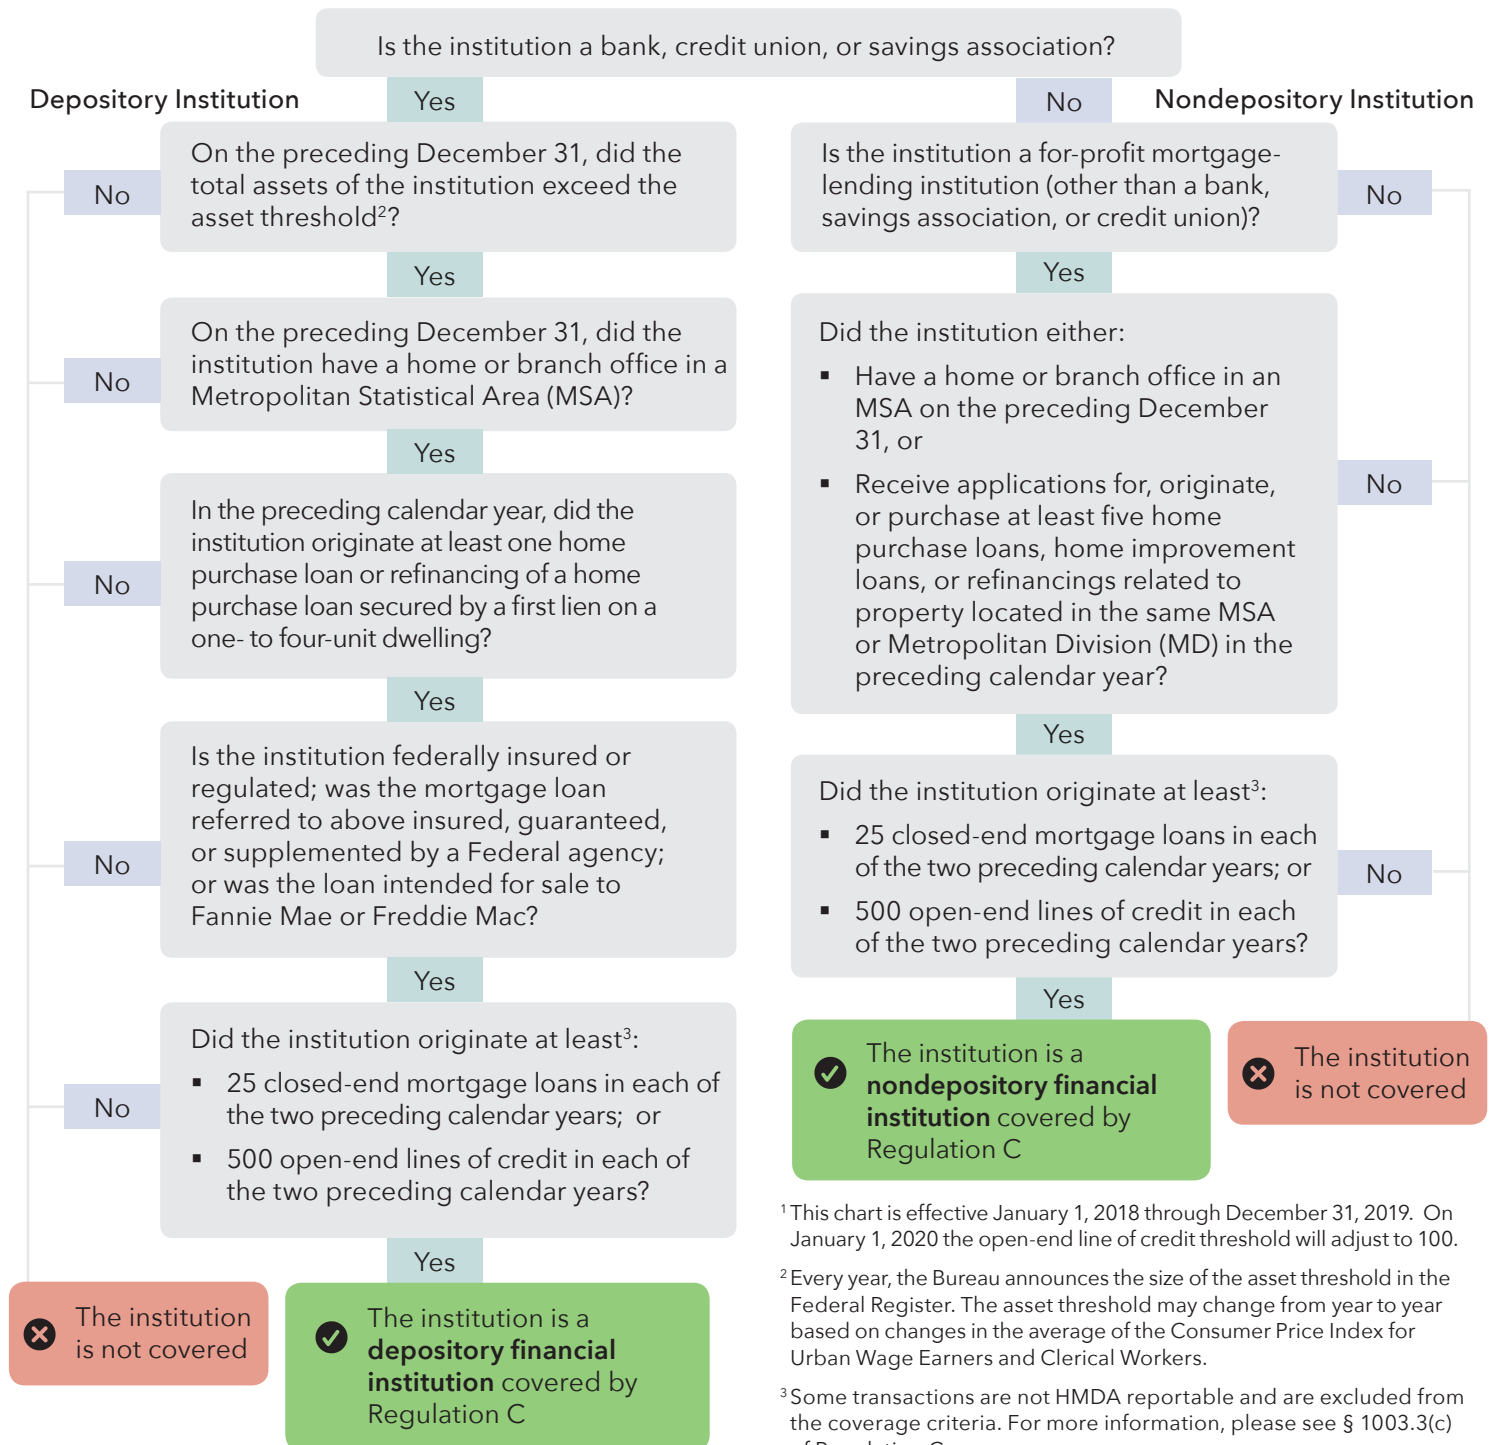 Is the institution a bank, credit union, or savings association?
Depository Institution
Yes
On the preceding December 31, did the
total assets of the institution exceed the
asset threshold²?
No
Yes
On the preceding December 31, did the
institution have a home or branch office in a
Metropolitan Statistical Area (MSA)?
No
Yes
In the preceding calendar year, did the
institution originate at least one home
purchase loan or refinancing of a home
purchase loan secured by a first lien on a
one- to four-unit dwelling?
No
Yes
Is the institution federally insured or
regulated; was the mortgage loan
referred to above insured, guaranteed,
or supplemented by a Federal agency;
or was the loan intended for sale to
Fannie Mae or Freddie Mac?
No
Yes
Did the institution originate at least³:
▪ 25 closed-end mortgage loans in each of
the two preceding calendar years; or
▪ 500 open-end lines of credit in each of
the two preceding calendar years?
No
Yes
The institution
is not covered
The institution is a
depository financial
institution covered by
Regulation C
No
Nondepository Institution
Is the institution a for-profit mortgage-
lending institution (other than a bank,
savings association, or credit union)?
No
Yes
Did the institution either:
▪ Have a home or branch office in an
MSA on the preceding December
31, or
▪ Receive applications for, originate,
or purchase at least five home
purchase loans, home improvement
loans, or refinancings related to
property located in the same MSA
or Metropolitan Division (MD) in the
preceding calendar year?
No
Yes
Did the institution originate at least³:
▪ 25 closed-end mortgage loans in each
of the two preceding calendar years; or
▪ 500 open-end lines of credit in each
of the two preceding calendar years?
No
Yes
The institution is a
nondepository financial
institution covered by
Regulation C
The institution
is not covered
¹ This chart is effective January 1, 2018 through December 31, 2019. On
January 1, 2020 the open-end line of credit threshold will adjust to 100.
² Every year, the Bureau announces the size of the asset threshold in the
Federal Register. The asset threshold may change from year to year
based on changes in the average of the Consumer Price Index for
Urban Wage Earners and Clerical Workers.
³ Some transactions are not HMDA reportable and are excluded from
the coverage criteria. For more information, please see § 1003.3(c)